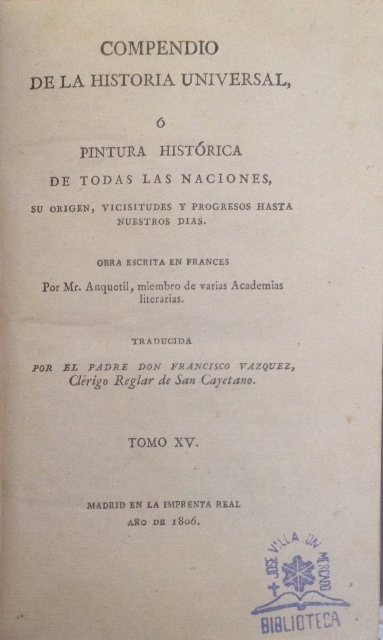 COMPENDIO
DE LA HISTORIA UNIVERSAL,
Ó
PINTURA HISTÓRICA
DE TODAS LAS NACIONES,
SU ORIGEN, VICISITUDES Y PROGRESOS HASTA
NUESTROS DIAS.
OBRA ESCRITA EN FRANCES
Por Mr. Anquetil, miembro de varias Academias
literarias.
TRADUCIDA
POR EL PADRE DON FRANCISCO VAZQUEZ,
Clérigo Reglar de San Cayetano.
TOMO XV.
MADRID EN LA IMPRENTA REAL
AÑO DE 1806.
JOSE MERCADO
BIBLIOTECA